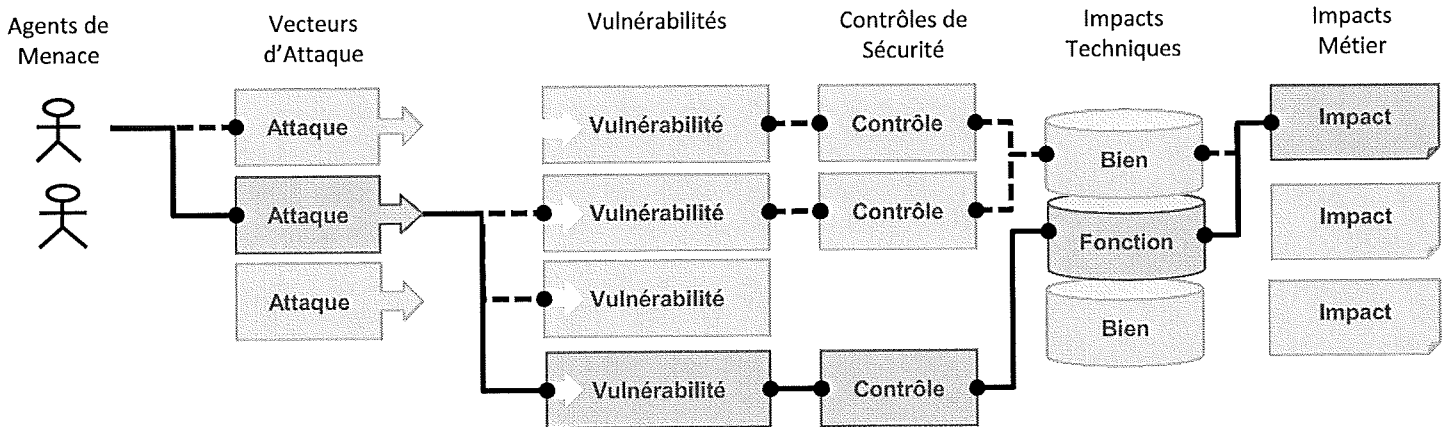 Agents de
Menace
Vecteurs
d'Attaque
Vulnérabilités
Contrôles de
Sécurité
Impacts
Techniques
Impacts
Métier
Attaque
Vulnérabilité
Contrôle
Bien
Impact
Attaque
Vulnérabilité
Contrôle
Fonction
Impact
Attaque
Vulnérabilité
Bien
Impact
Vulnérabilité
Contrôle